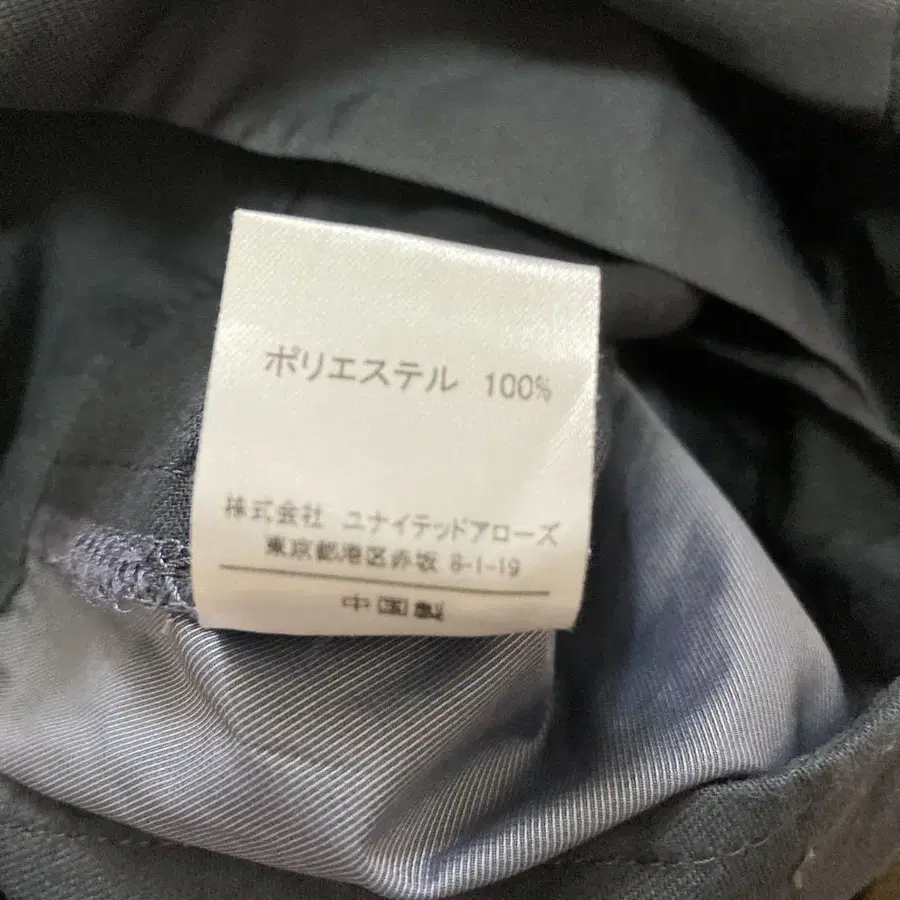 ポリエステル 100%
株式会社 ユナイテッドアローズ
東京都港区赤坂 8-1-19
中国製